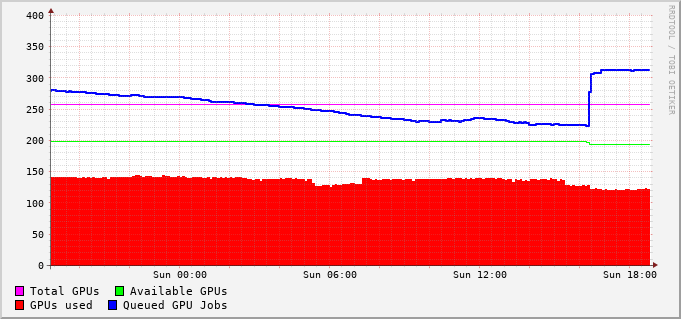 400
350
300
250
200
150
100
50
0
Sun 00:00 Sun 06:00 Sun 12:00 Sun 18:00
Total GPUs Available GPUs
GPUs used Queued GPU Jobs
RRDTOOL / TOBI OETIKER